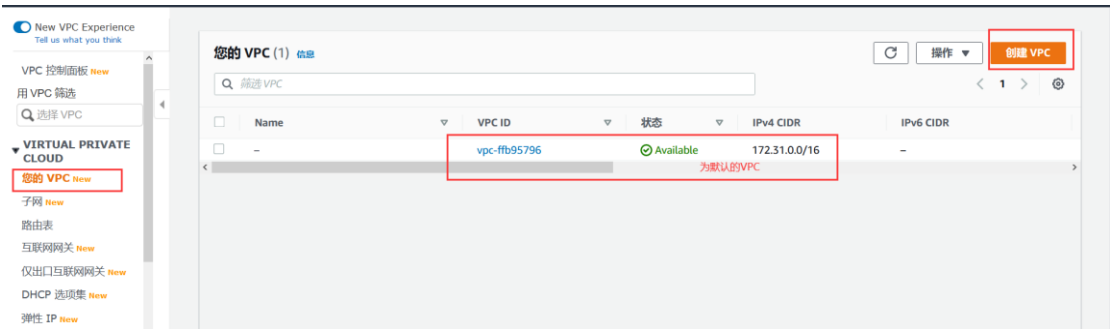 New VPC Experience
Tell us what you think
VPC 控制面板 New
用 VPC 筛选
选择 VPC
VIRTUAL PRIVATE
CLOUD
您的 VPC New
子网 New
路由表
互联网网关 New
仅出口互联网网关 New
DHCP 选项集 New
弹性 IP New
您的 VPC (1) 信息
操作
创建 VPC
筛选 VPC
1
Name VPC ID 状态 IPv4 CIDR IPv6 CIDR
– vpc-ffb95796 Available 172.31.0.0/16 –
为默认的VPC